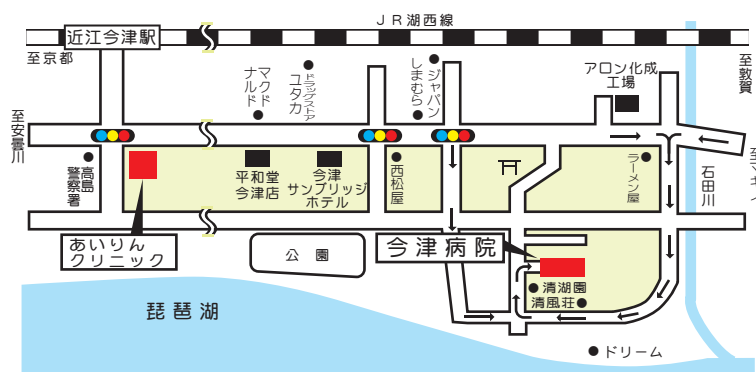 JR湖西線
近江今津駅
至京都
至敦賀
マクド
ナルド
ドラッグストア
ユタカ
ジャパン
しまむら
アロン化成
工場
至安曇川
高島
警察署
平和堂
今津店
今津
サンブリッジ
ホテル
西松屋
ラーメン屋
石田川
あいりん
クリニック
公園
今津病院
清湖園
清風荘
琵琶湖
ドリーム